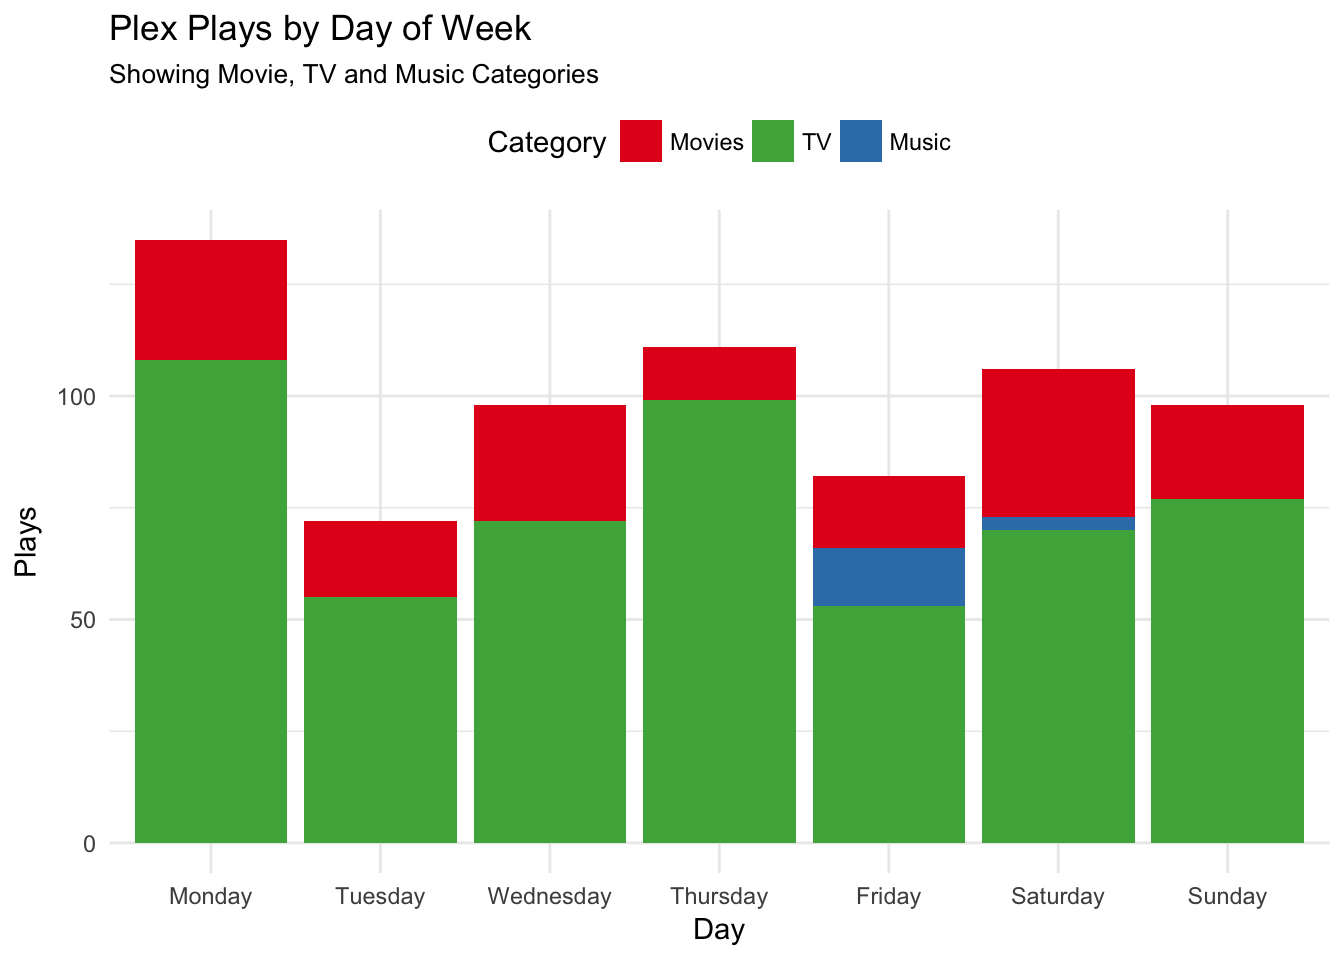 Plex Plays by Day of Week
Showing Movie, TV and Music Categories
Category Movies TV Music
Plays
100
50
0
Monday Tuesday Wednesday Thursday Friday Saturday Sunday
Day